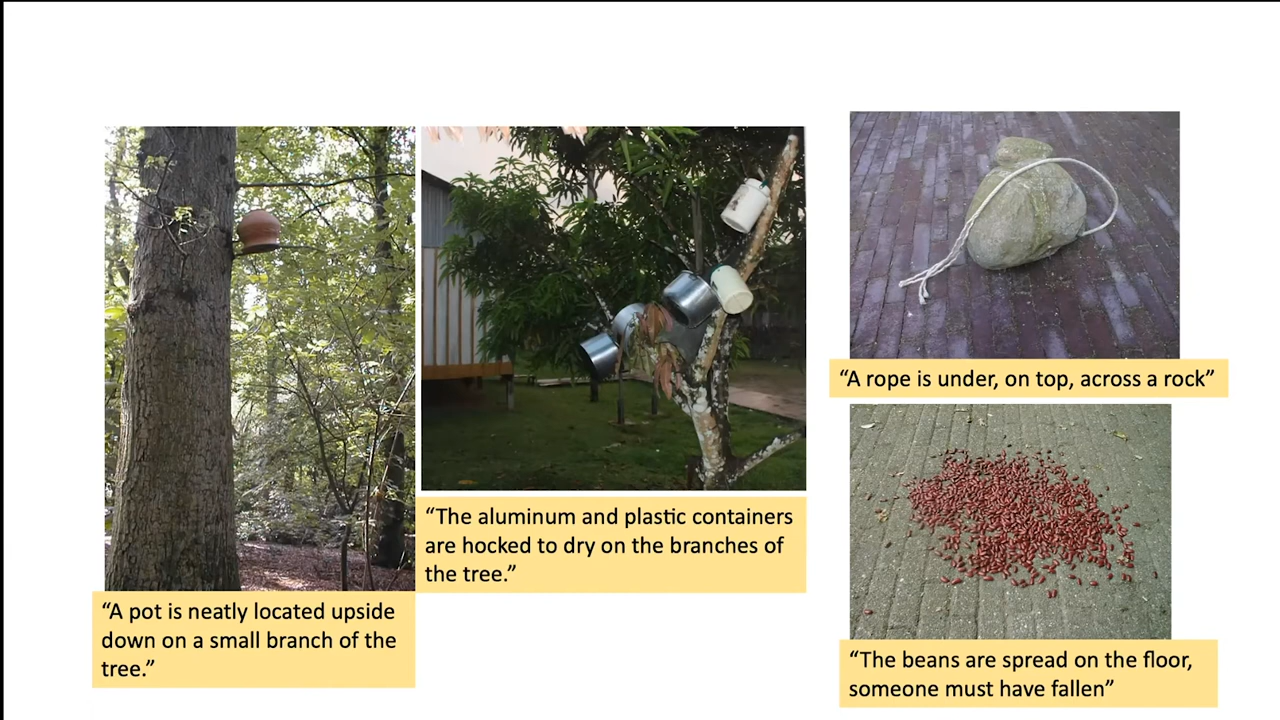 “A pot is neatly located upside
down on a small branch of the
tree.”
“The aluminum and plastic containers
are hocked to dry on the branches of
the tree.”
“A rope is under, on top, across a rock”
“The beans are spread on the floor,
someone must have fallen”